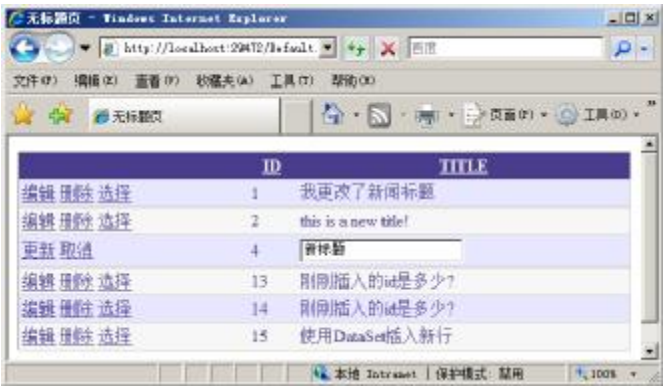 无标题页 - Windows Internet Explorer
http://localhost:29472/Default. 百度
文件(F) 编辑(E) 查看(V) 收藏夹(A) 工具(T) 帮助(H)
无标题页 页面(P) 工具(O) »
ID TITLE
编辑 删除 选择 1 我更改了新闻标题
编辑 删除 选择 2 this is a new title!
更新 取消 4 新标题
编辑 删除 选择 13 刚刚插入的id是多少?
编辑 删除 选择 14 刚刚插入的id是多少?
编辑 删除 选择 15 使用DataSet插入新行
本地 Intranet | 保护模式: 禁用 100%